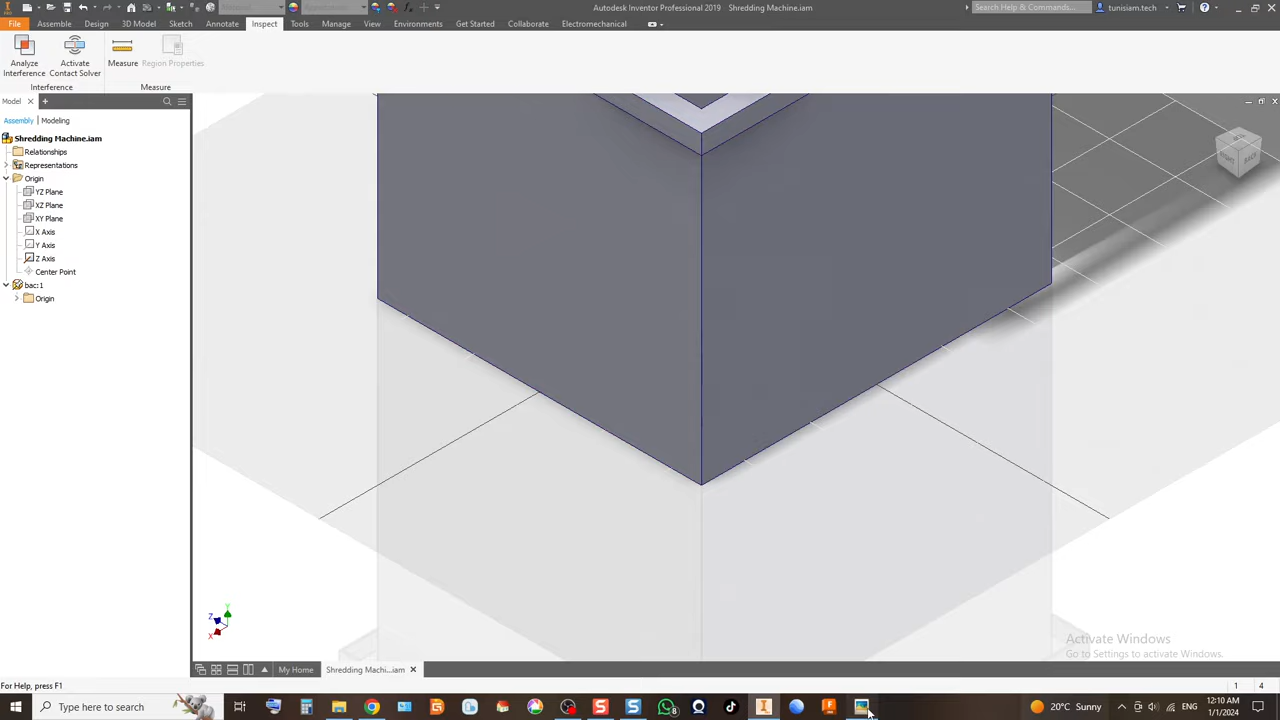 Autodesk Inventor Professional 2019   Shredding Machine.iam
Search Help & Commands...
tunisiam.tech
File
Assemble
Design
3D Model
Sketch
Annotate
Inspect
Tools
Manage
View
Environments
Get Started
Collaborate
Electromechanical
Analyze Interference
Activate Contact Solver
Measure
Region Properties
Interference
Measure
Model
Assembly
Modeling
Shredding Machine.iam
Relationships
Representations
Origin
YZ Plane
XZ Plane
XY Plane
X Axis
Y Axis
Z Axis
Center Point
bac:1
Origin
RIGHT
BACK
Y
Z
X
Activate Windows
Go to Settings to activate Windows.
My Home
Shredding Machi...iam
For Help, press F1
1
4
Type here to search
20°C Sunny
12:10 AM
1/1/2024